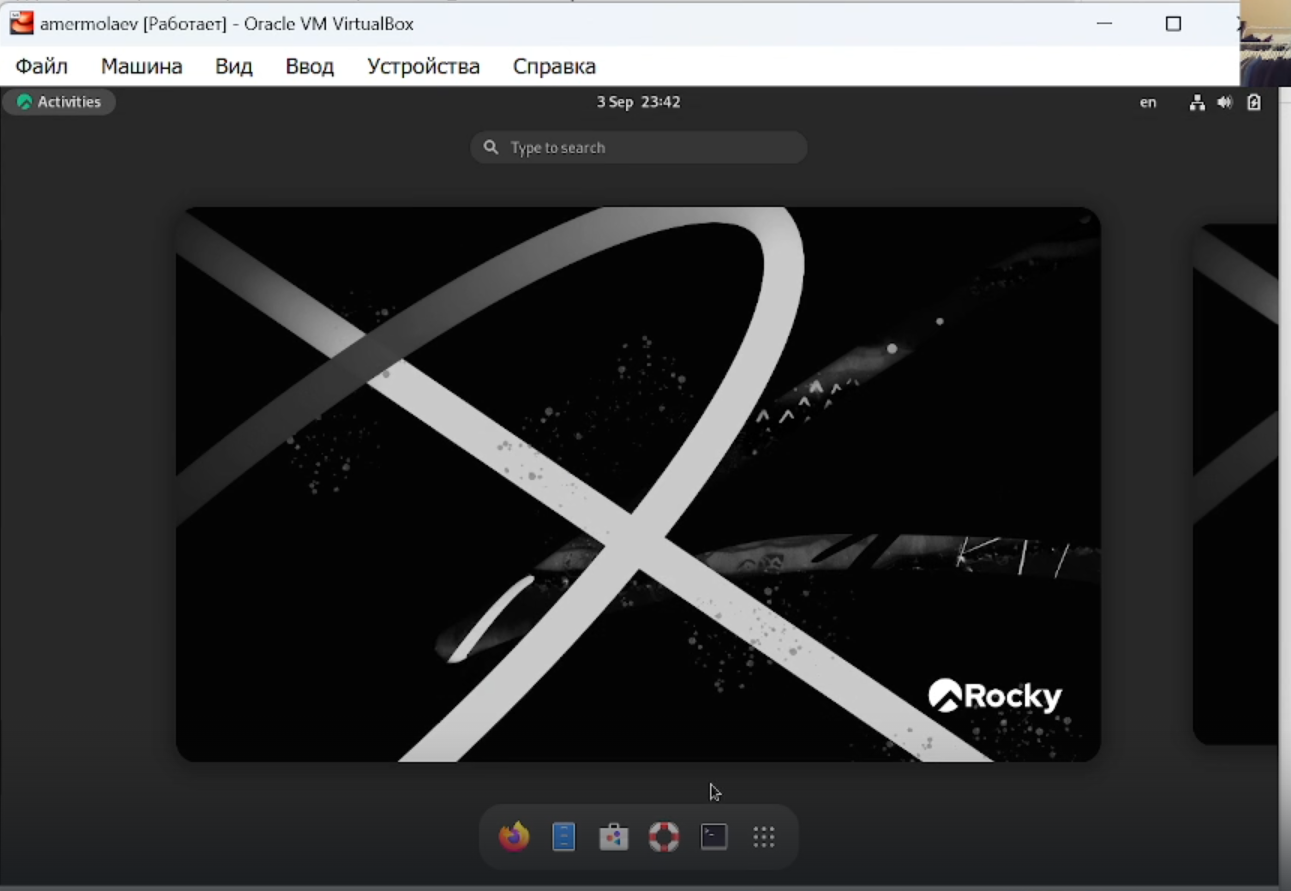 amermolaev [Работает] - Oracle VM VirtualBox
Файл Машина Вид Ввод Устройства Справка
Activities 3 Sep 23:42 en
Type to search
Rocky